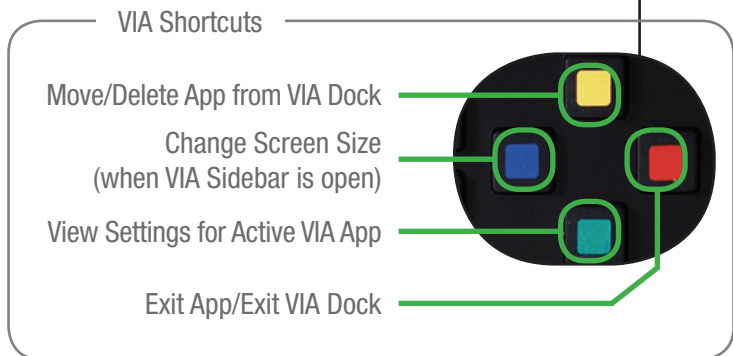 VIA Shortcuts
Move/Delete App from VIA Dock
Change Screen Size
(when VIA Sidebar is open)
View Settings for Active VIA App
Exit App/Exit VIA Dock